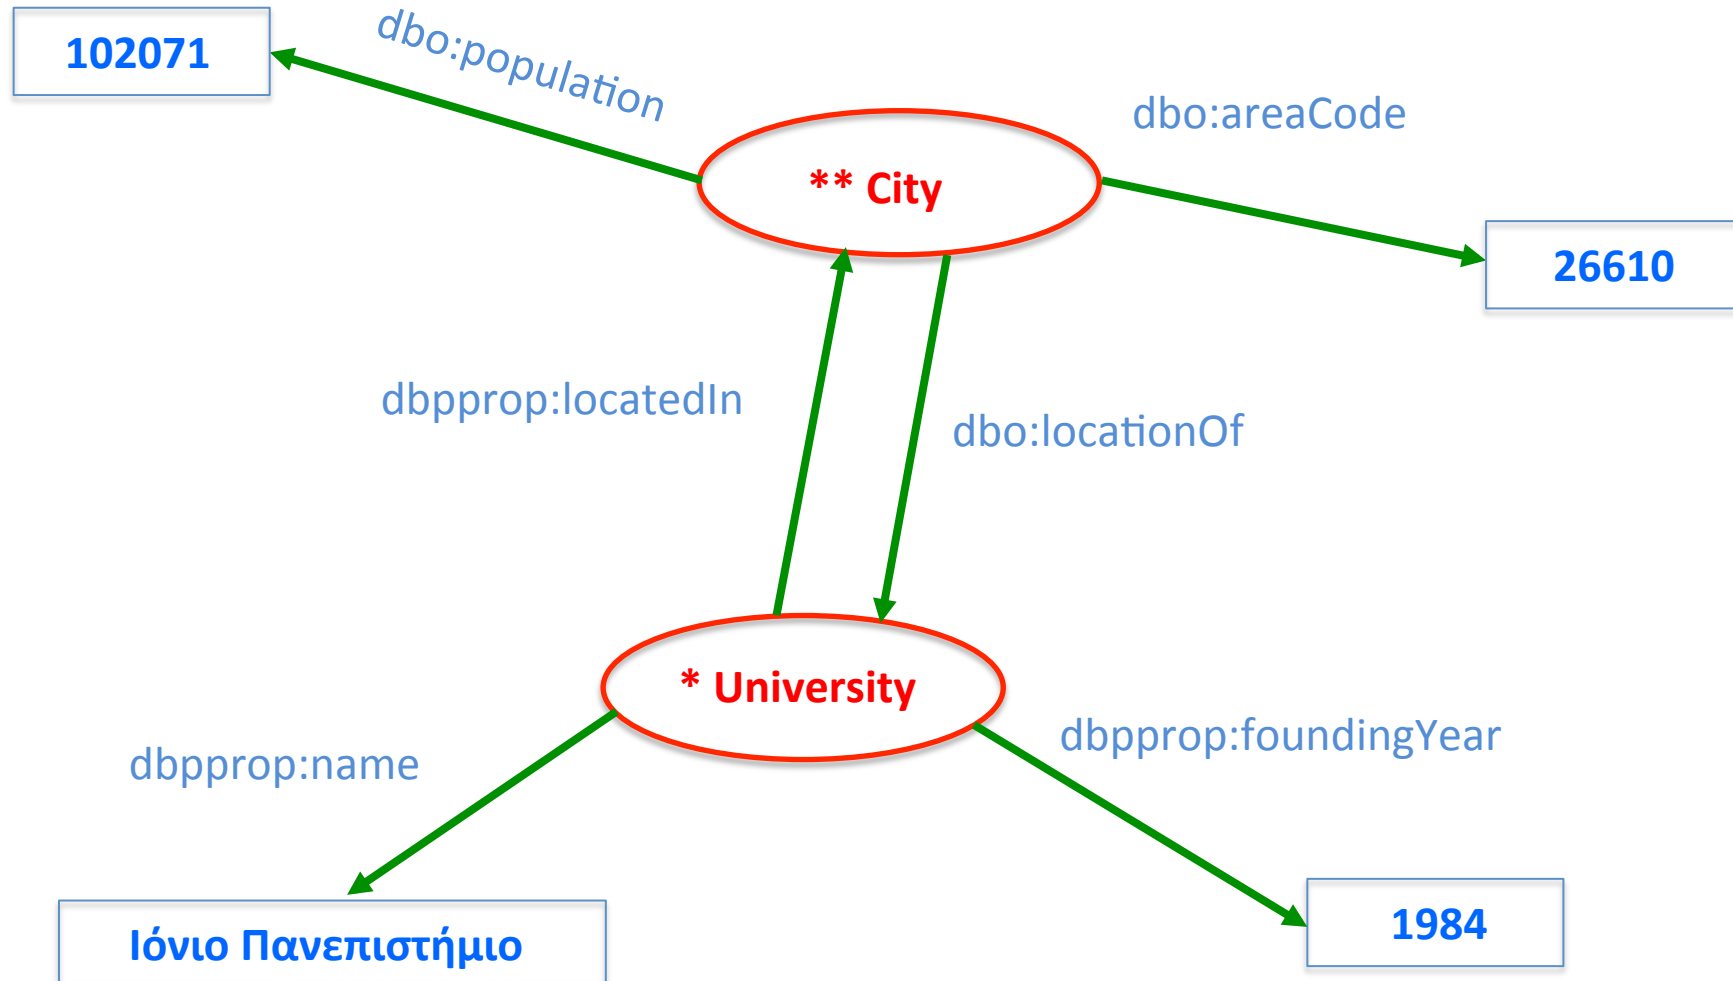 102071
dbo:population
dbo:areaCode
** City
26610
dbpprop:locatedIn
dbo:locationOf
* University
dbpprop:foundingYear
dbpprop:name
1984
Ιόνιο Πανεπιστήμιο